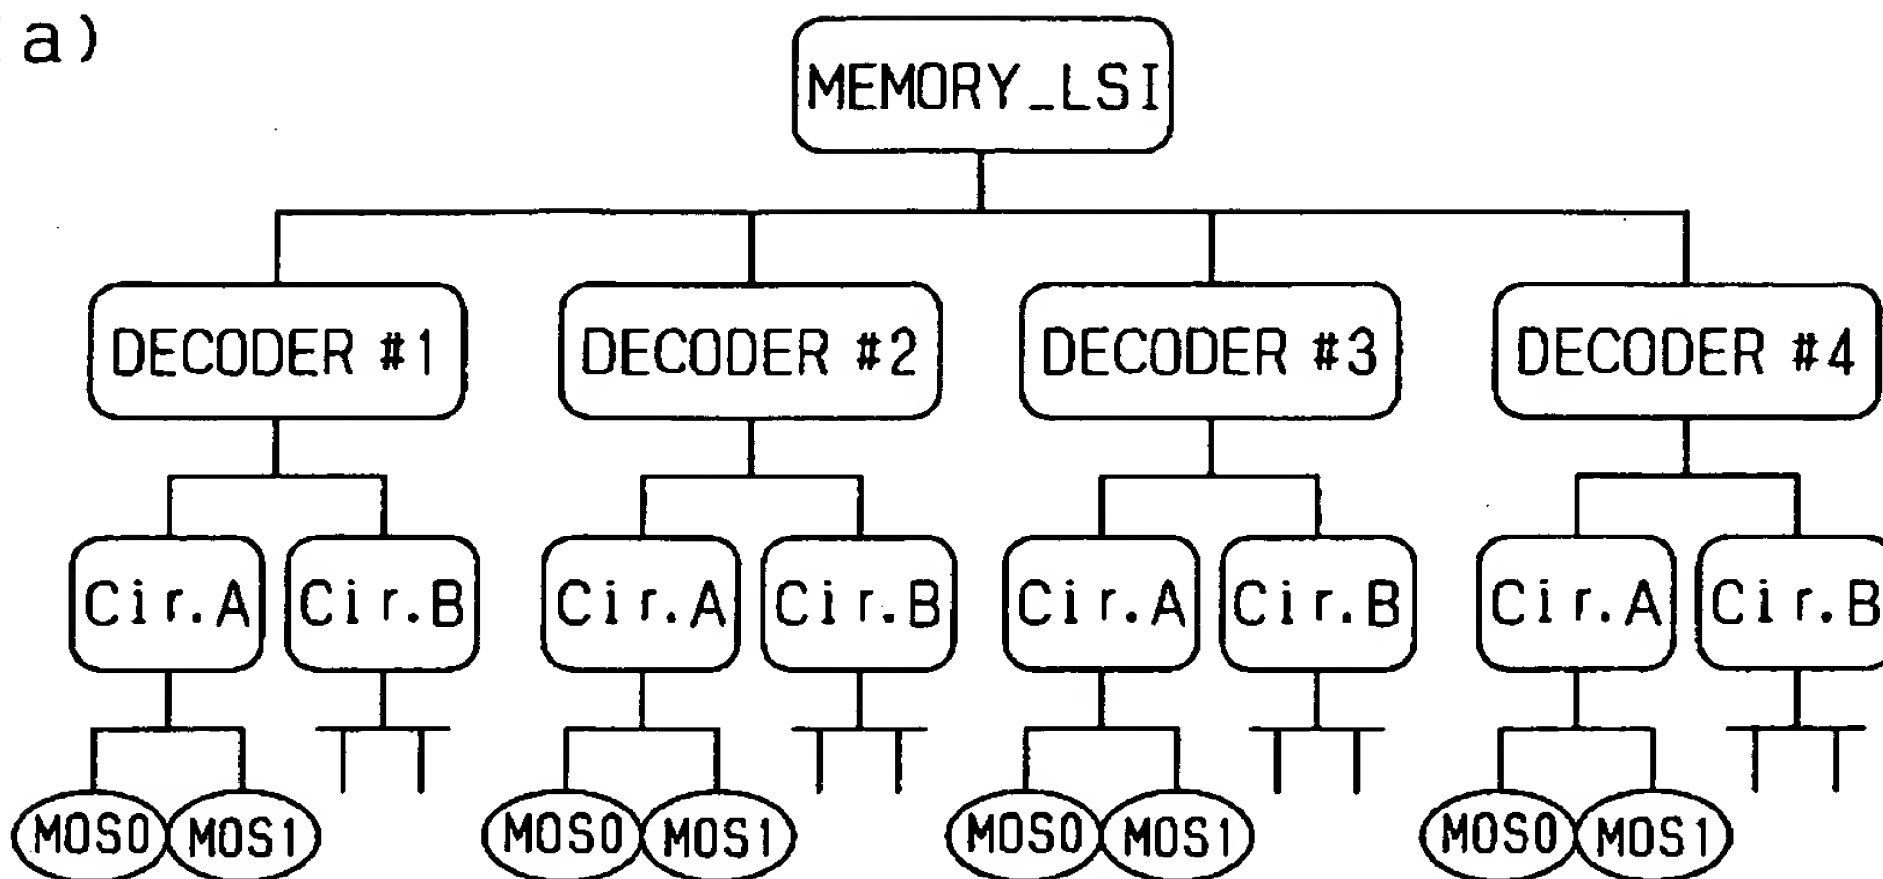 a)
MEMORY_LSI
DECODER #1 DECODER #2 DECODER #3 DECODER #4
Cir.A Cir.B Cir.A Cir.B Cir.A Cir.B Cir.A Cir.B
MOS0 MOS1 MOS0 MOS1 MOS0 MOS1 MOS0 MOS1